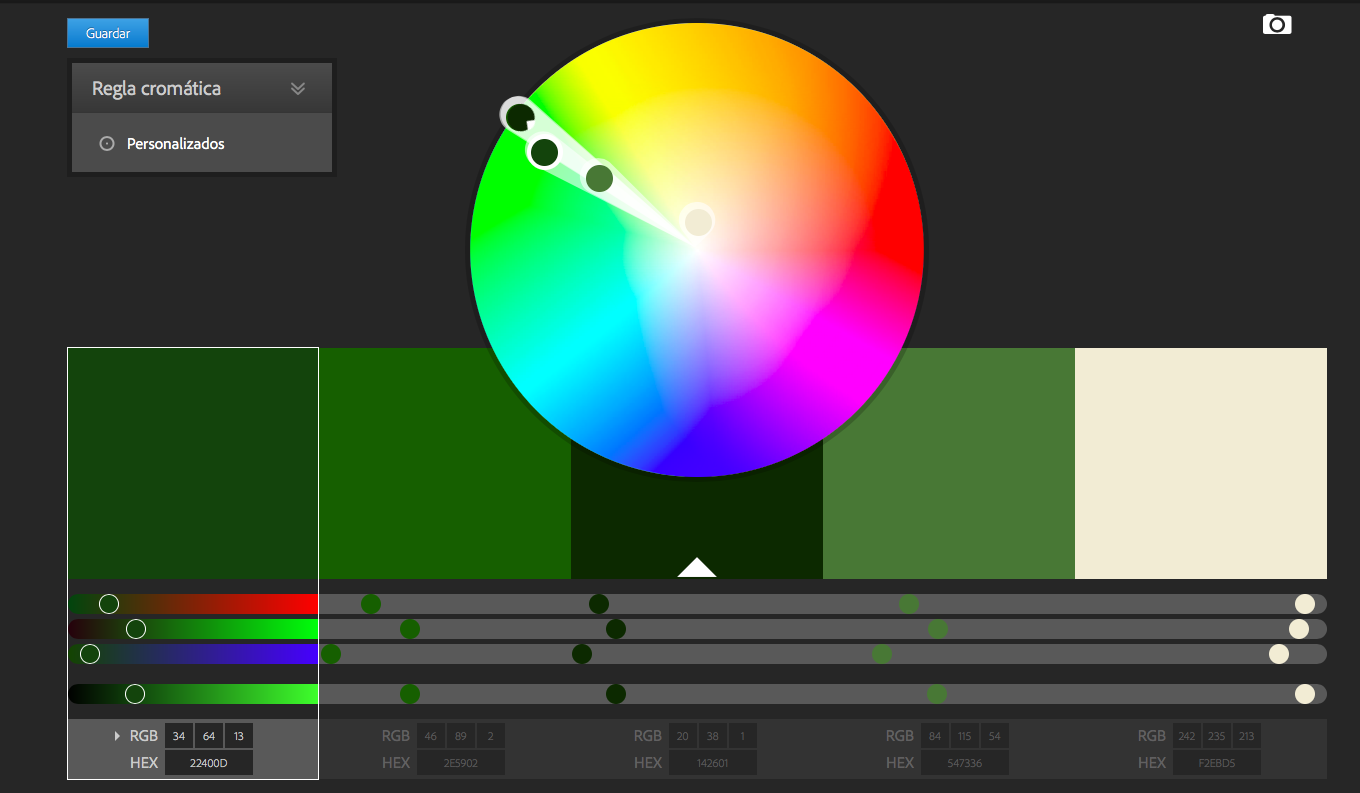 Guardar
Regla cromática
Personalizados
RGB 34 64 13 RGB 46 89 2 RGB 20 38 1 RGB 84 115 54 RGB 242 235 213
HEX 22400D HEX 2E5902 HEX 142601 HEX 547336 HEX F2EBD5